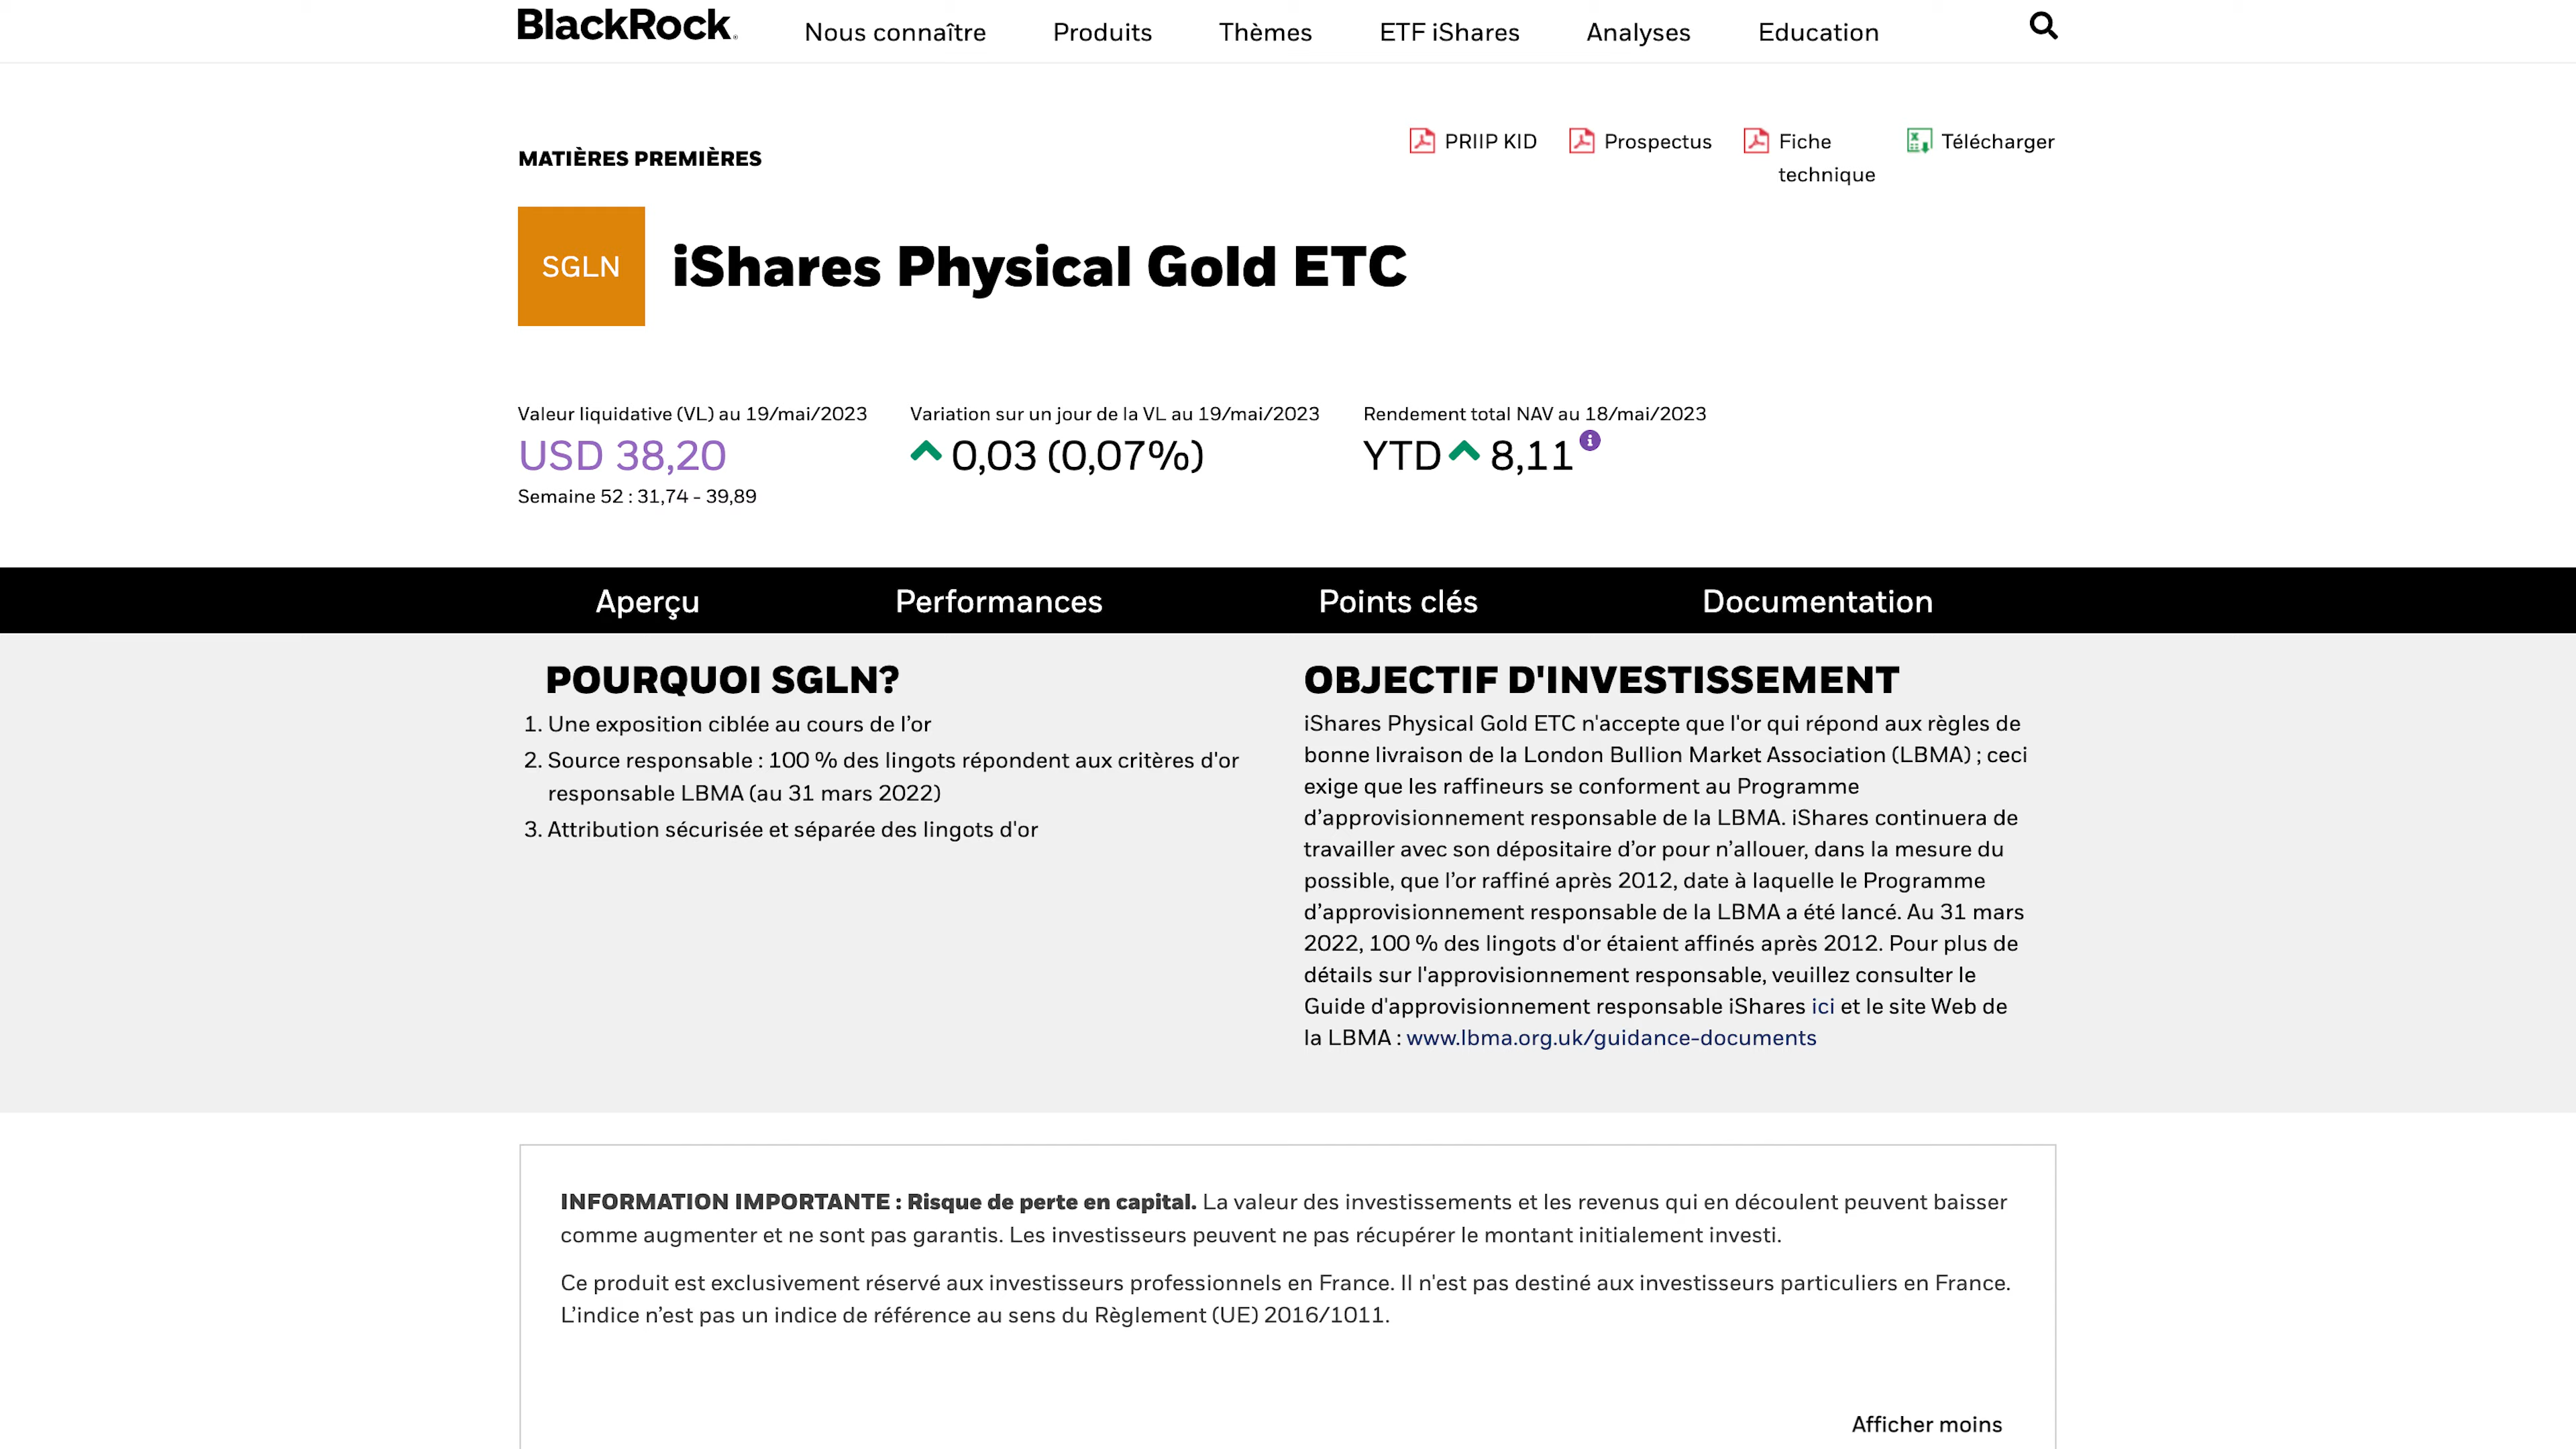 BlackRock.
Nous connaître
Produits
Thèmes
ETF iShares
Analyses
Education
MATIÈRES PREMIÈRES
PRIIP KID
Prospectus
Fiche
technique
Télécharger
SGLN
iShares Physical Gold ETC
Valeur liquidative (VL) au 19/mai/2023
USD 38,20
Semaine 52 : 31,74 - 39,89
Variation sur un jour de la VL au 19/mai/2023
0,03 (0,07%)
Rendement total NAV au 18/mai/2023
YTD 8,11
Aperçu
Performances
Points clés
Documentation
POURQUOI SGLN?
1. Une exposition ciblée au cours de l’or
2. Source responsable : 100 % des lingots répondent aux critères d'or
responsable LBMA (au 31 mars 2022)
3. Attribution sécurisée et séparée des lingots d'or
OBJECTIF D'INVESTISSEMENT
iShares Physical Gold ETC n'accepte que l'or qui répond aux règles de
bonne livraison de la London Bullion Market Association (LBMA) ; ceci
exige que les raffineurs se conforment au Programme
d’approvisionnement responsable de la LBMA. iShares continuera de
travailler avec son dépositaire d’or pour n’allouer, dans la mesure du
possible, que l’or raffiné après 2012, date à laquelle le Programme
d’approvisionnement responsable de la LBMA a été lancé. Au 31 mars
2022, 100 % des lingots d'or étaient affinés après 2012. Pour plus de
détails sur l'approvisionnement responsable, veuillez consulter le
Guide d'approvisionnement responsable iShares ici et le site Web de
la LBMA : www.lbma.org.uk/guidance-documents
INFORMATION IMPORTANTE : Risque de perte en capital. La valeur des investissements et les revenus qui en découlent peuvent baisser
comme augmenter et ne sont pas garantis. Les investisseurs peuvent ne pas récupérer le montant initialement investi.
Ce produit est exclusivement réservé aux investisseurs professionnels en France. Il n'est pas destiné aux investisseurs particuliers en France.
L’indice n’est pas un indice de référence au sens du Règlement (UE) 2016/1011.
Afficher moins